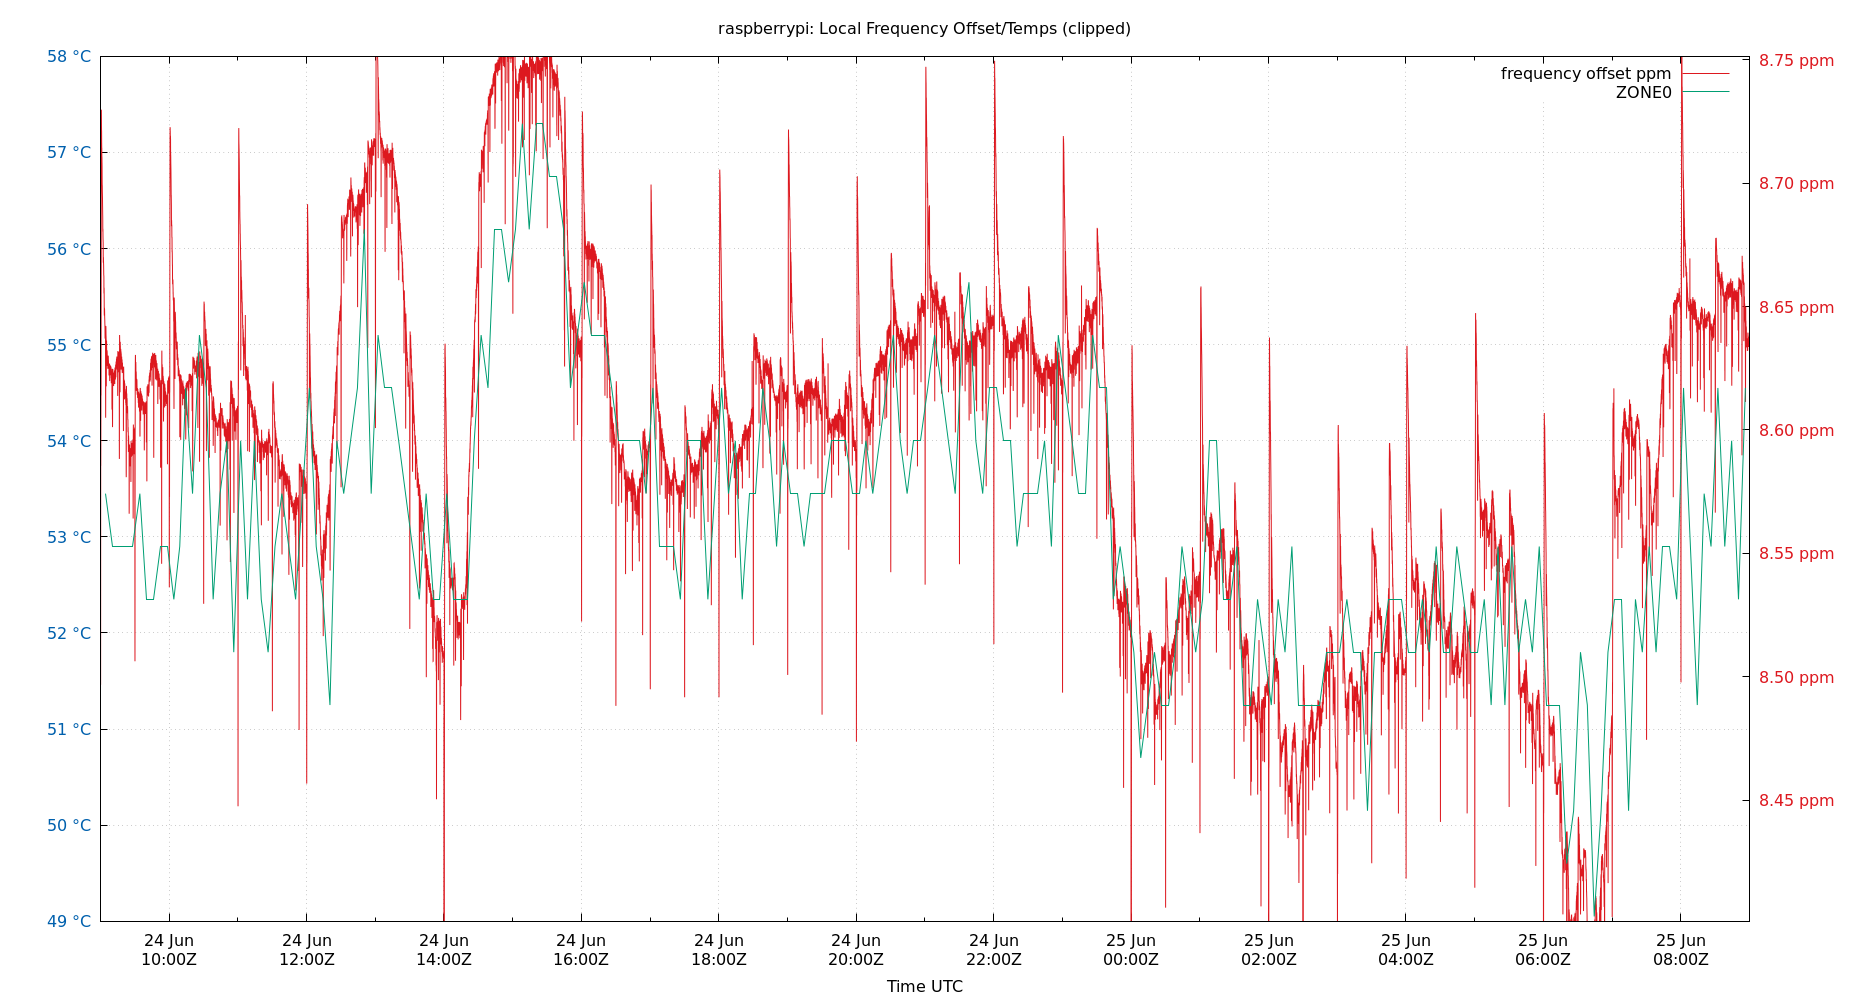 raspberrypi: Local Frequency Offset/Temps (clipped)
58 °C
57 °C
56 °C
55 °C
54 °C
53 °C
52 °C
51 °C
50 °C
49 °C
8.75 ppm
8.70 ppm
8.65 ppm
8.60 ppm
8.55 ppm
8.50 ppm
8.45 ppm
frequency offset ppm
ZONE0
24 Jun 24 Jun 24 Jun 24 Jun 24 Jun 24 Jun 24 Jun 25 Jun 25 Jun 25 Jun 25 Jun 25 Jun
10:00Z 12:00Z 14:00Z 16:00Z 18:00Z 20:00Z 22:00Z 00:00Z 02:00Z 04:00Z 06:00Z 08:00Z
Time UTC